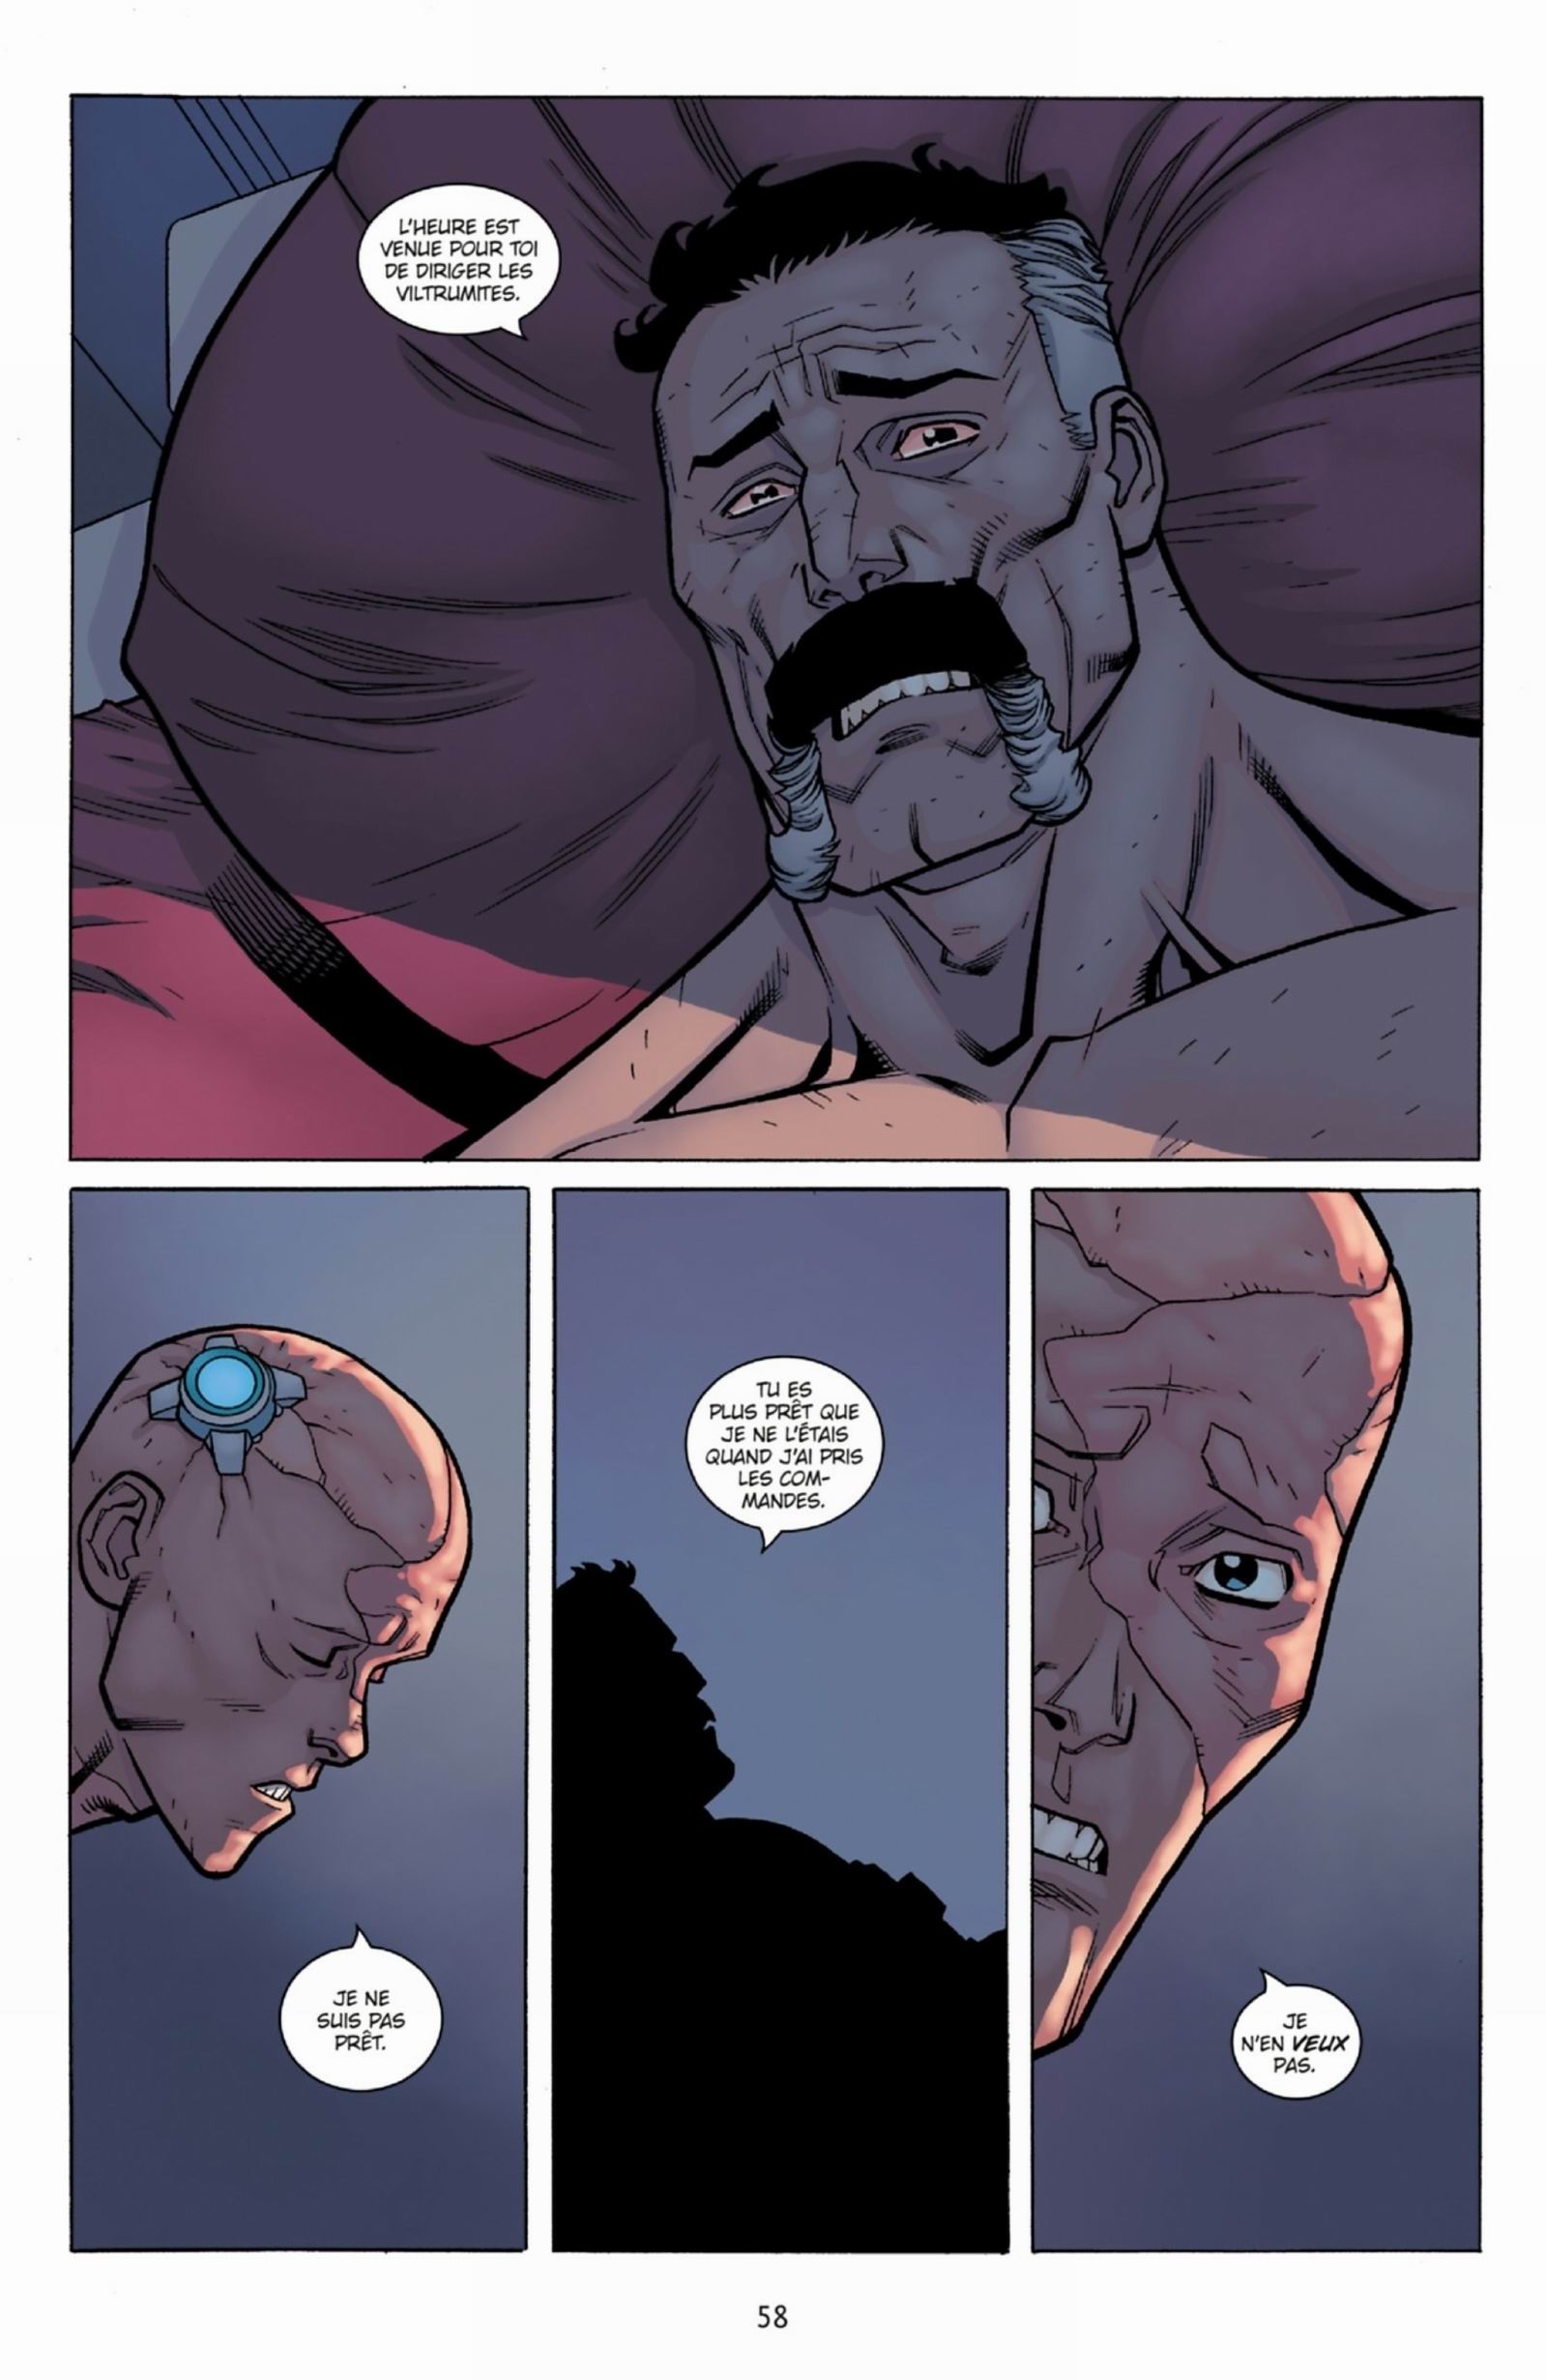 L'HEURE EST
VENUE POUR TOI
DE DIRIGER LES
VILTRUMITES.
JE NE
SUIS PAS
PRÊT.
TU ES
PLUS PRÊT QUE
JE NE L'ÉTAIS
QUAND J'AI PRIS
LES COM-
MANDES.
JE
N'EN VEUX
PAS.
58